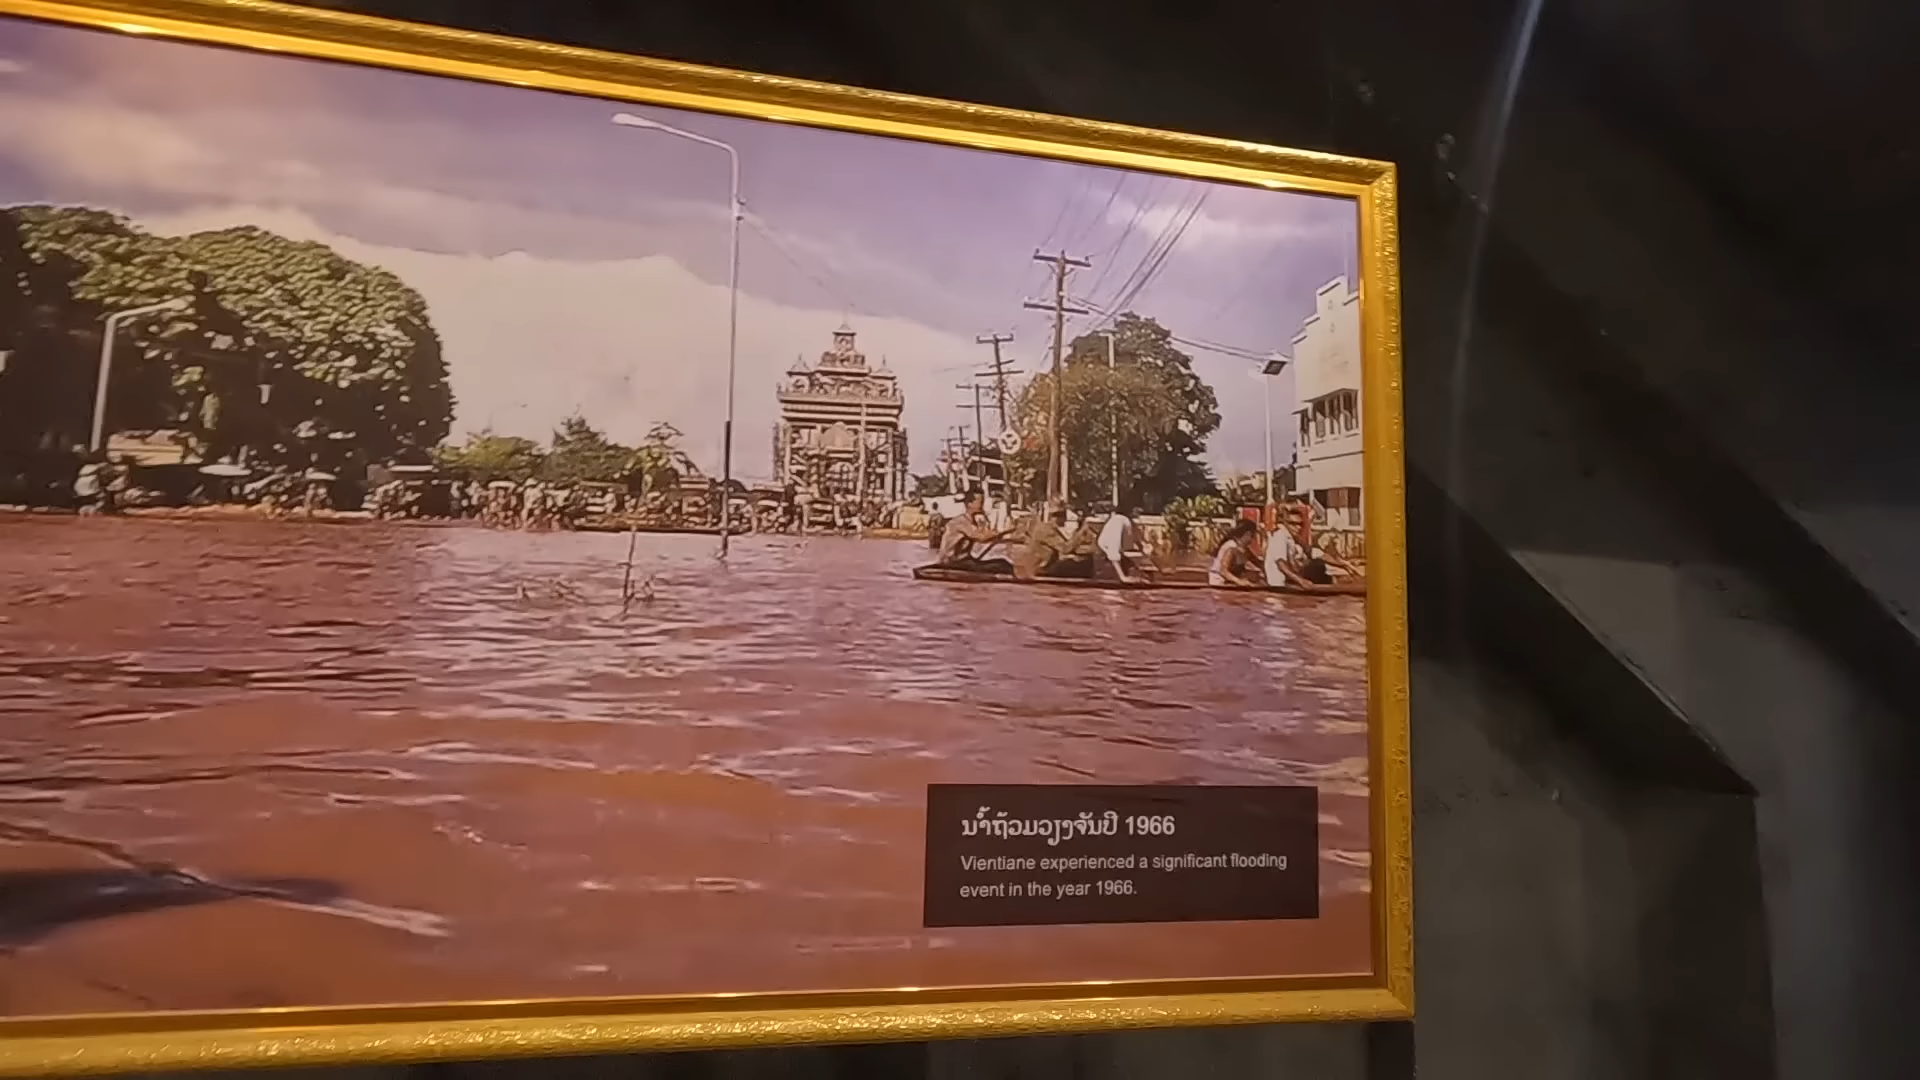 ນ້ຳຖ້ວມວຽງຈັນປີ 1966
Vientiane experienced a significant flooding
event in the year 1966.